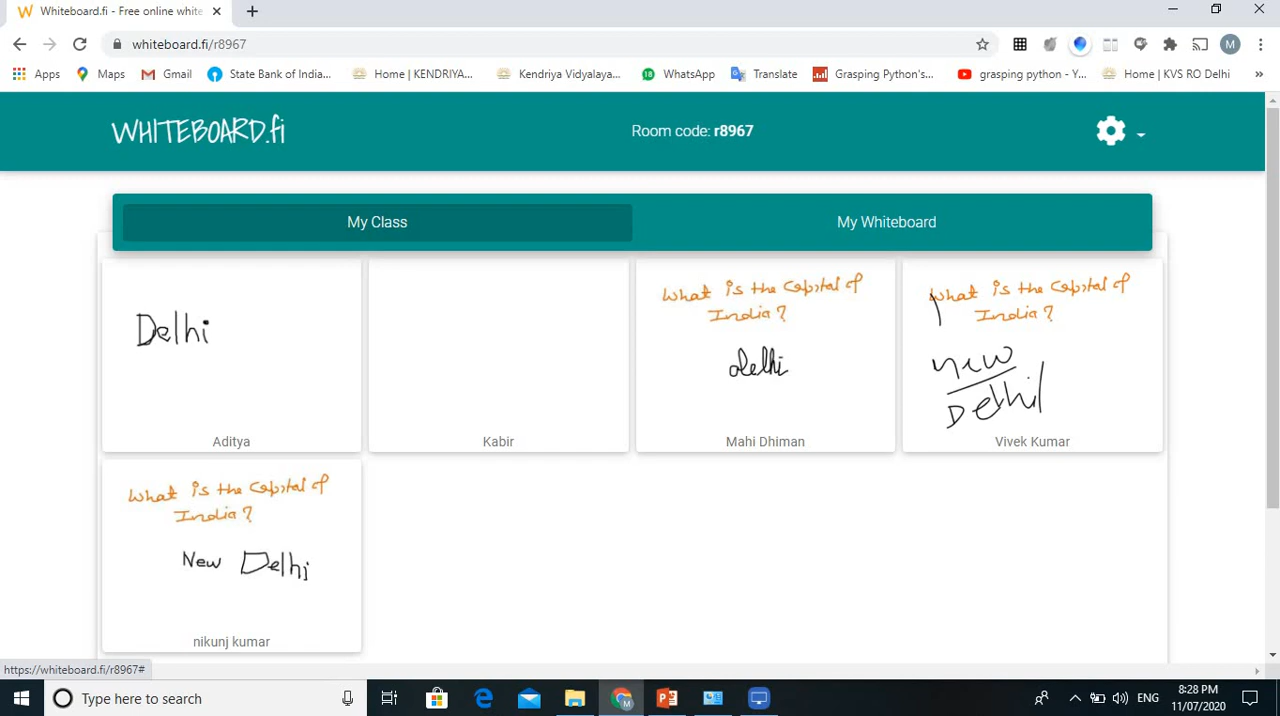 Whiteboard.fi - Free online white
whiteboard.fi/r8967
M
Apps
Maps
Gmail
State Bank of India...
Home | KENDRIYA...
Kendriya Vidyalaya...
18
WhatsApp
Translate
Grasping Python's...
grasping python - Y...
Home | KVS RO Delhi
»
WHITEBOARD.fi
Room code: r8967
My Class
My Whiteboard
Delhi
Aditya
Kabir
What is the Capital of
India?
delhi
Mahi Dhiman
What is the Capital of
India?
new
Delhi
Vivek Kumar
What is the Capital of
India?
New Delhi
nikunj kumar
https://whiteboard.fi/r8967#
Type here to search
ENG
8:28 PM
11/07/2020